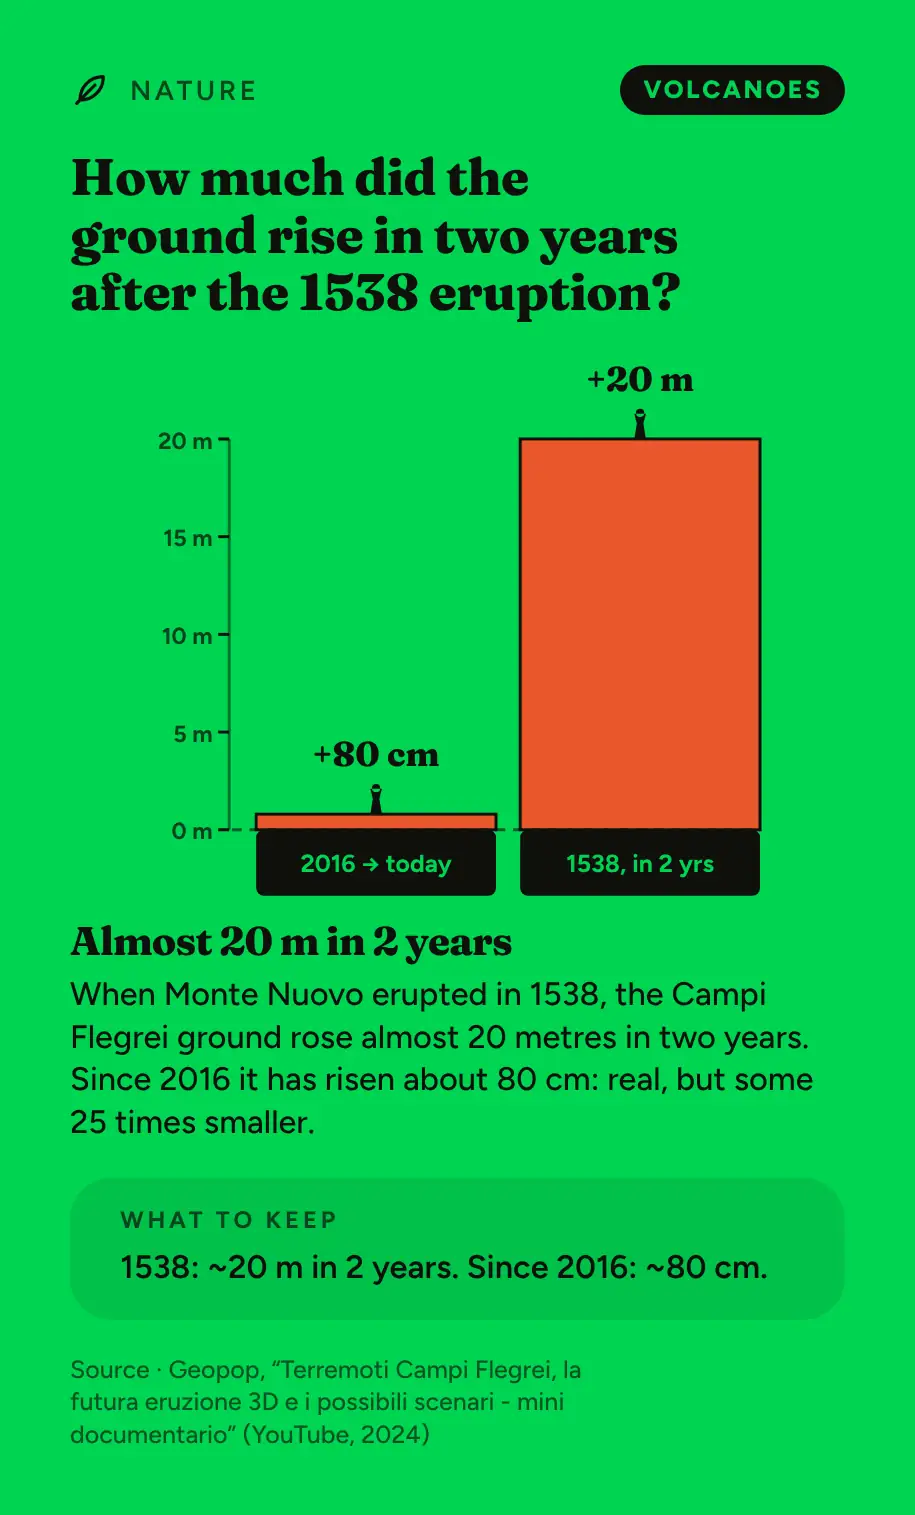 NATURE
VOLCANOES
How much did the
ground rise in two years
after the 1538 eruption?
+20 m
20 m
15 m
10 m
5 m
+80 cm
0 m
2016 → today
1538, in 2 yrs
Almost 20 m in 2 years
When Monte Nuovo erupted in 1538, the Campi
Flegrei ground rose almost 20 metres in two years.
Since 2016 it has risen about 80 cm: real, but some
25 times smaller.
WHAT TO KEEP
1538: ~20 m in 2 years. Since 2016: ~80 cm.
Source · Geopop, “Terremoti Campi Flegrei, la
futura eruzione 3D e i possibili scenari - mini
documentario” (YouTube, 2024)